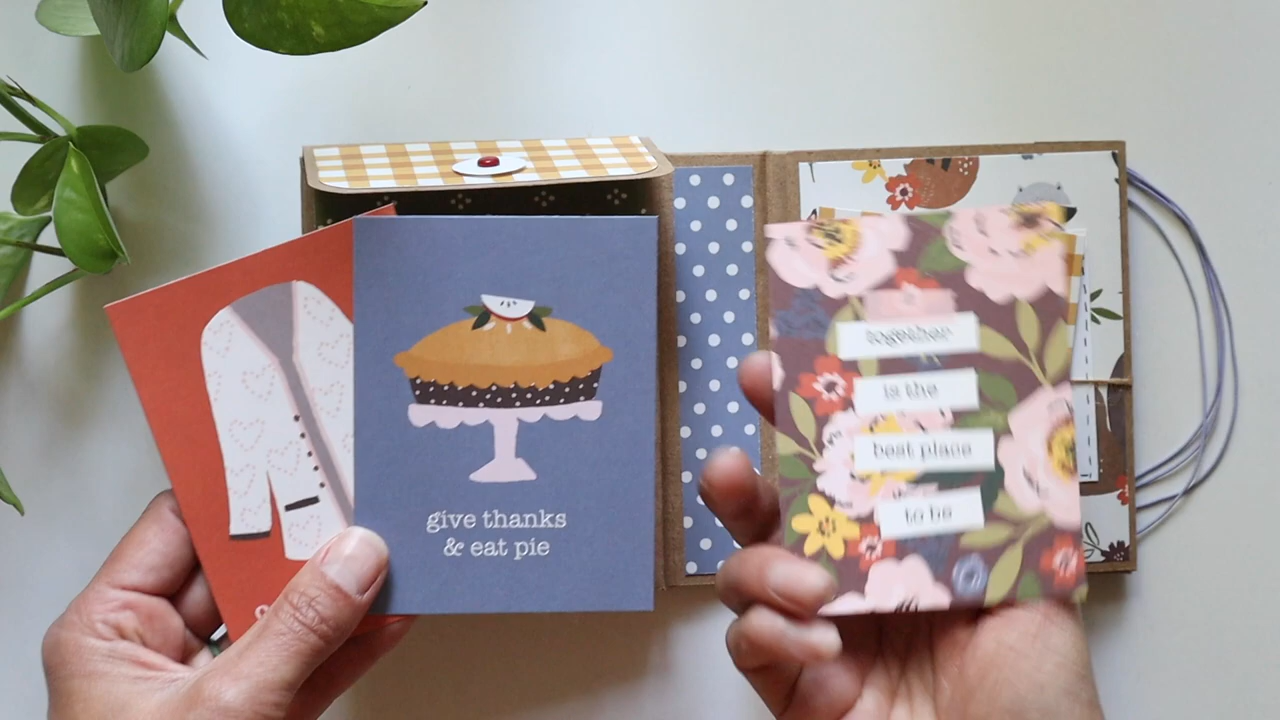 give thanks
& eat pie
together
is the
best place
to be